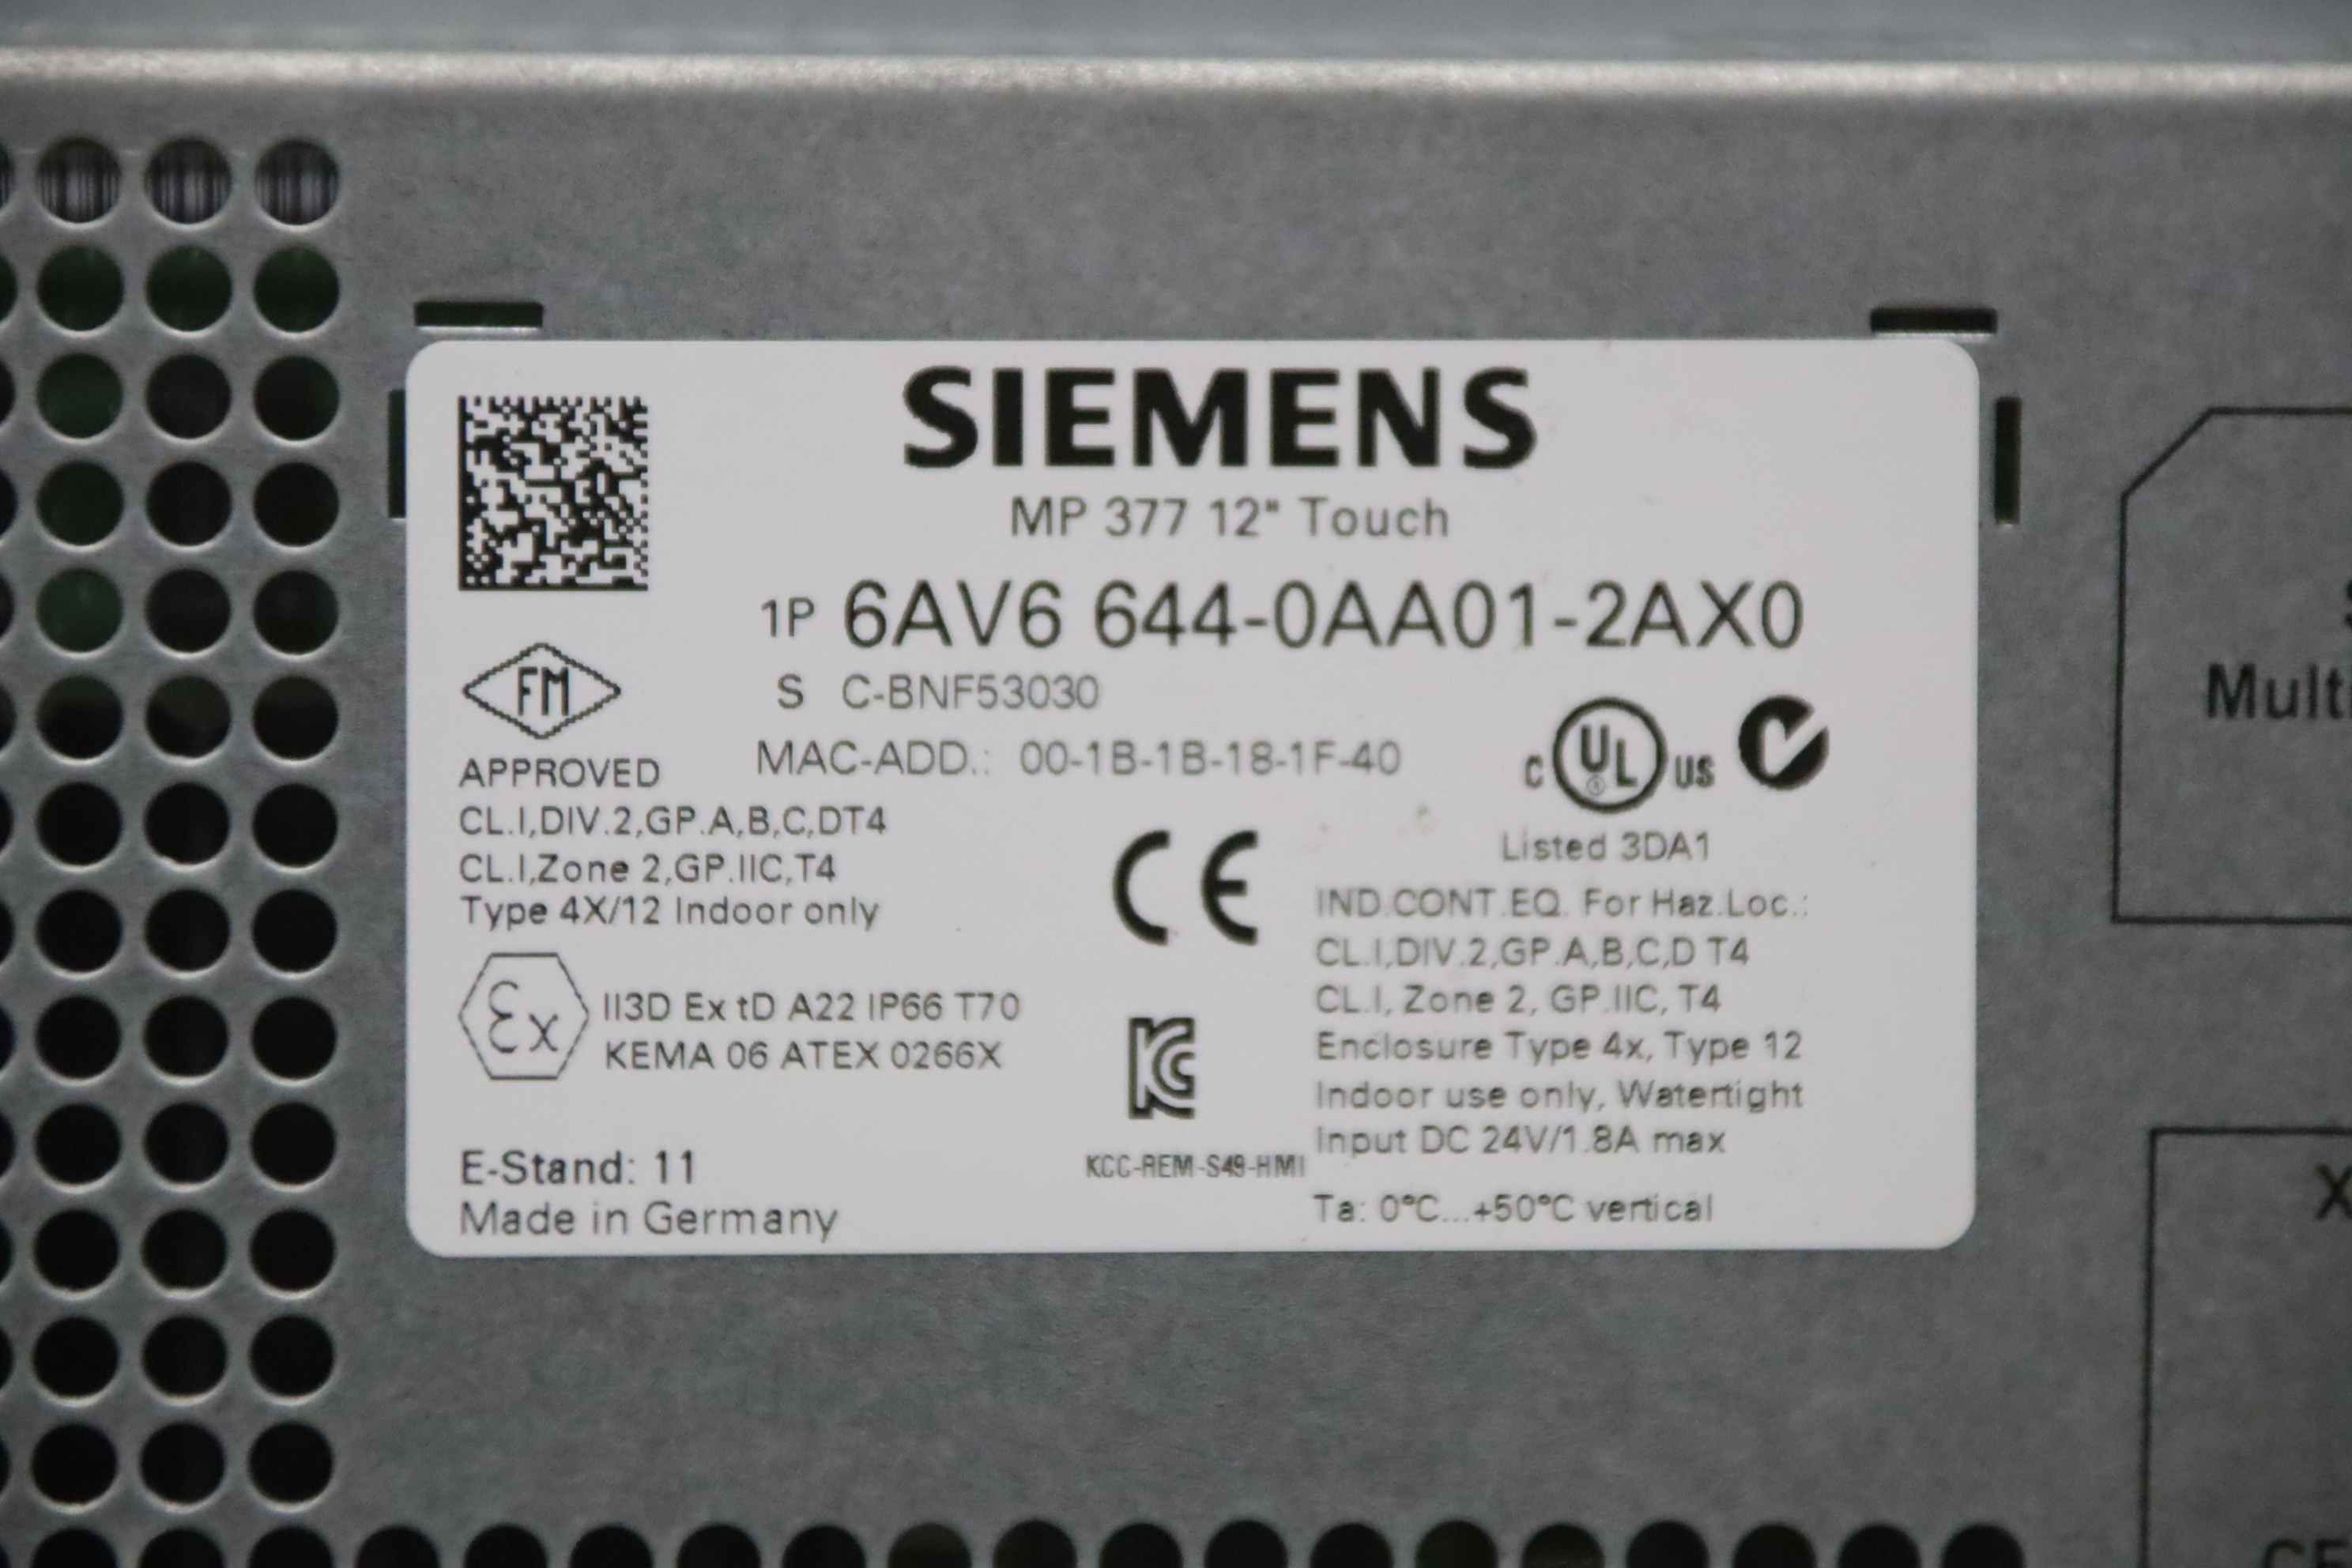 SIEMENS
MP 377 12" Touch
1P 6AV6 644-0AA01-2AX0
S C-BNF53030
MAC-ADD.: 00-1B-1B-18-1F-40
FM
APPROVED
CL.I,DIV.2,GP.A,B,C,DT4
CL.I,Zone 2,GP.IIC,T4
Type 4X/12 Indoor only
Ex
II3D Ex tD A22 IP66 T70
KEMA 06 ATEX 0266X
E-Stand: 11
Made in Germany
CE
KC
KCC-REM-S49-HMI
C UL ® US
Listed 3DA1
IND.CONT.EQ. For Haz.Loc.:
CL.I,DIV.2,GP.A,B,C,D T4
CL.I, Zone 2, GP.IIC, T4
Enclosure Type 4x, Type 12
Indoor use only, Watertight
Input DC 24V/1.8A max
Ta: 0°C...+50°C vertical
Mult
X